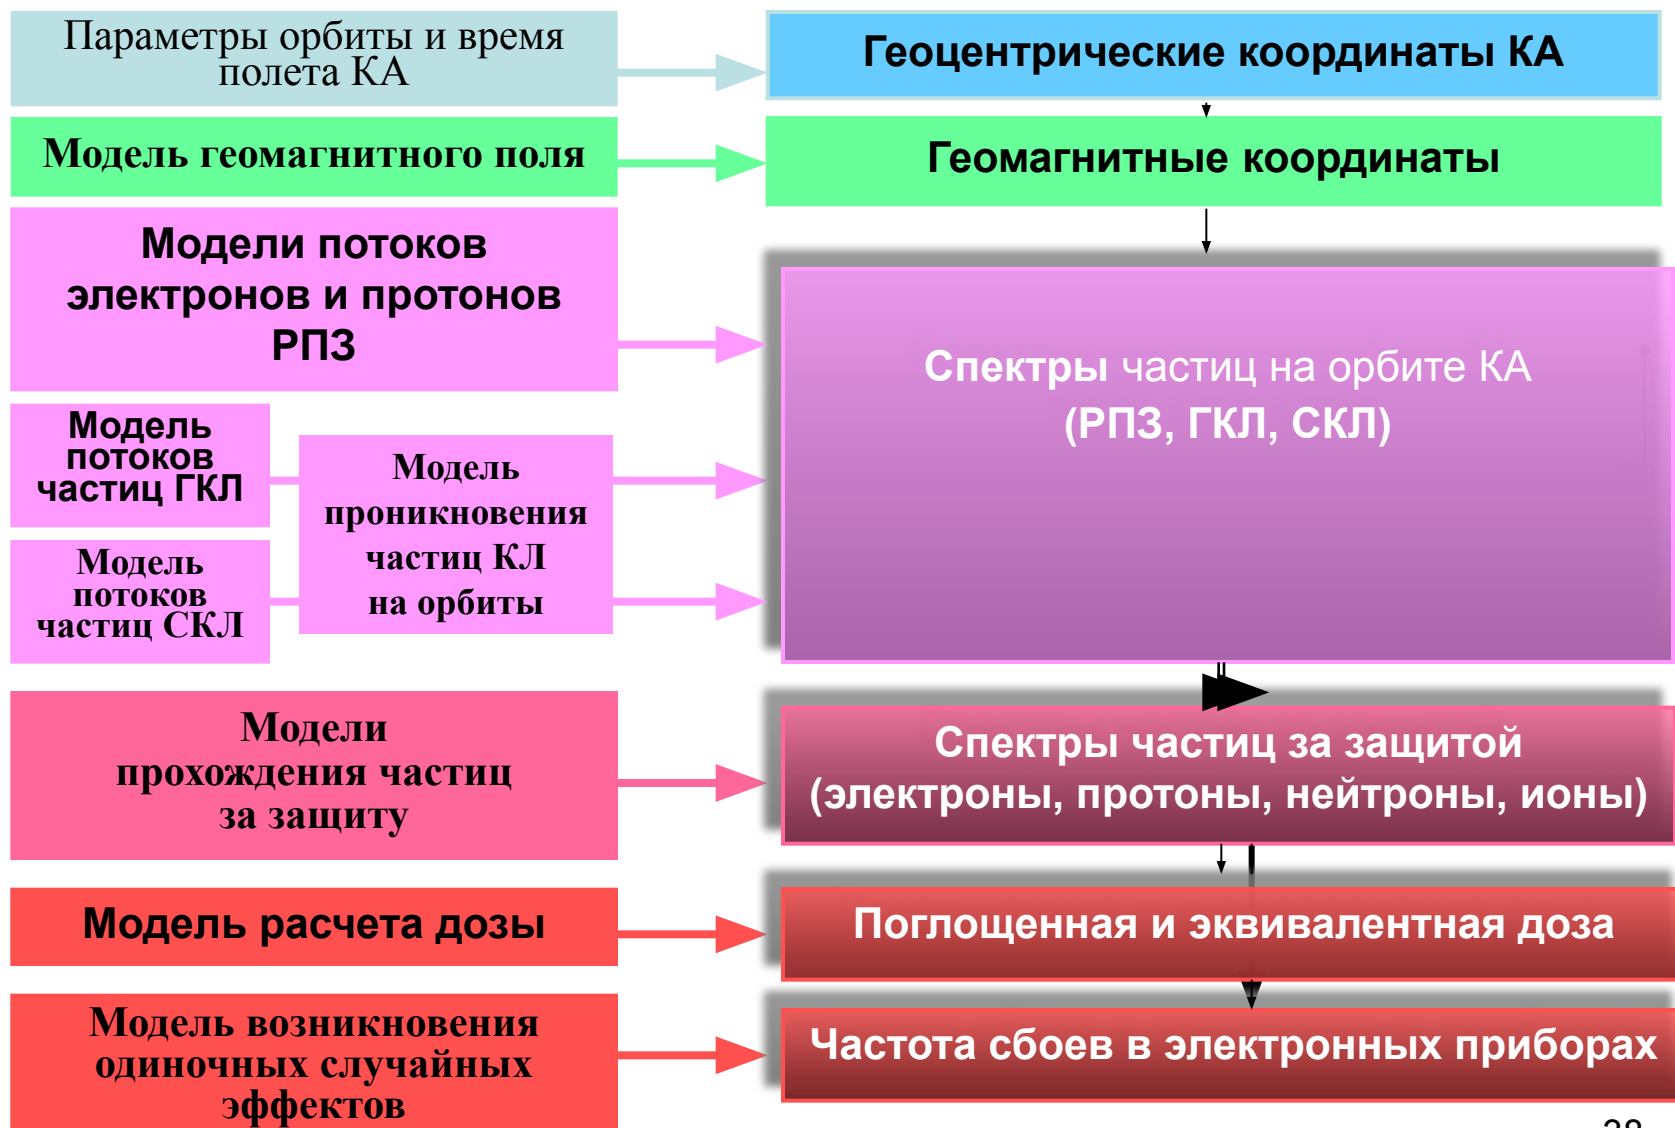 Параметры орбиты и время
полета КА
Геоцентрические координаты КА
Модель геомагнитного поля
Геомагнитные координаты
Модели потоков
электронов и протонов
РПЗ
Спектры частиц на орбите КА
(РПЗ, ГКЛ, СКЛ)
Модель
потоков
частиц ГКЛ
Модель
проникновения
частиц КЛ
на орбиты
Модель
потоков
частиц СКЛ
Модели
прохождения частиц
за защиту
Спектры частиц за защитой
(электроны, протоны, нейтроны, ионы)
Модель расчета дозы
Поглощенная и эквивалентная доза
Модель возникновения
одиночных случайных
эффектов
Частота сбоев в электронных приборах